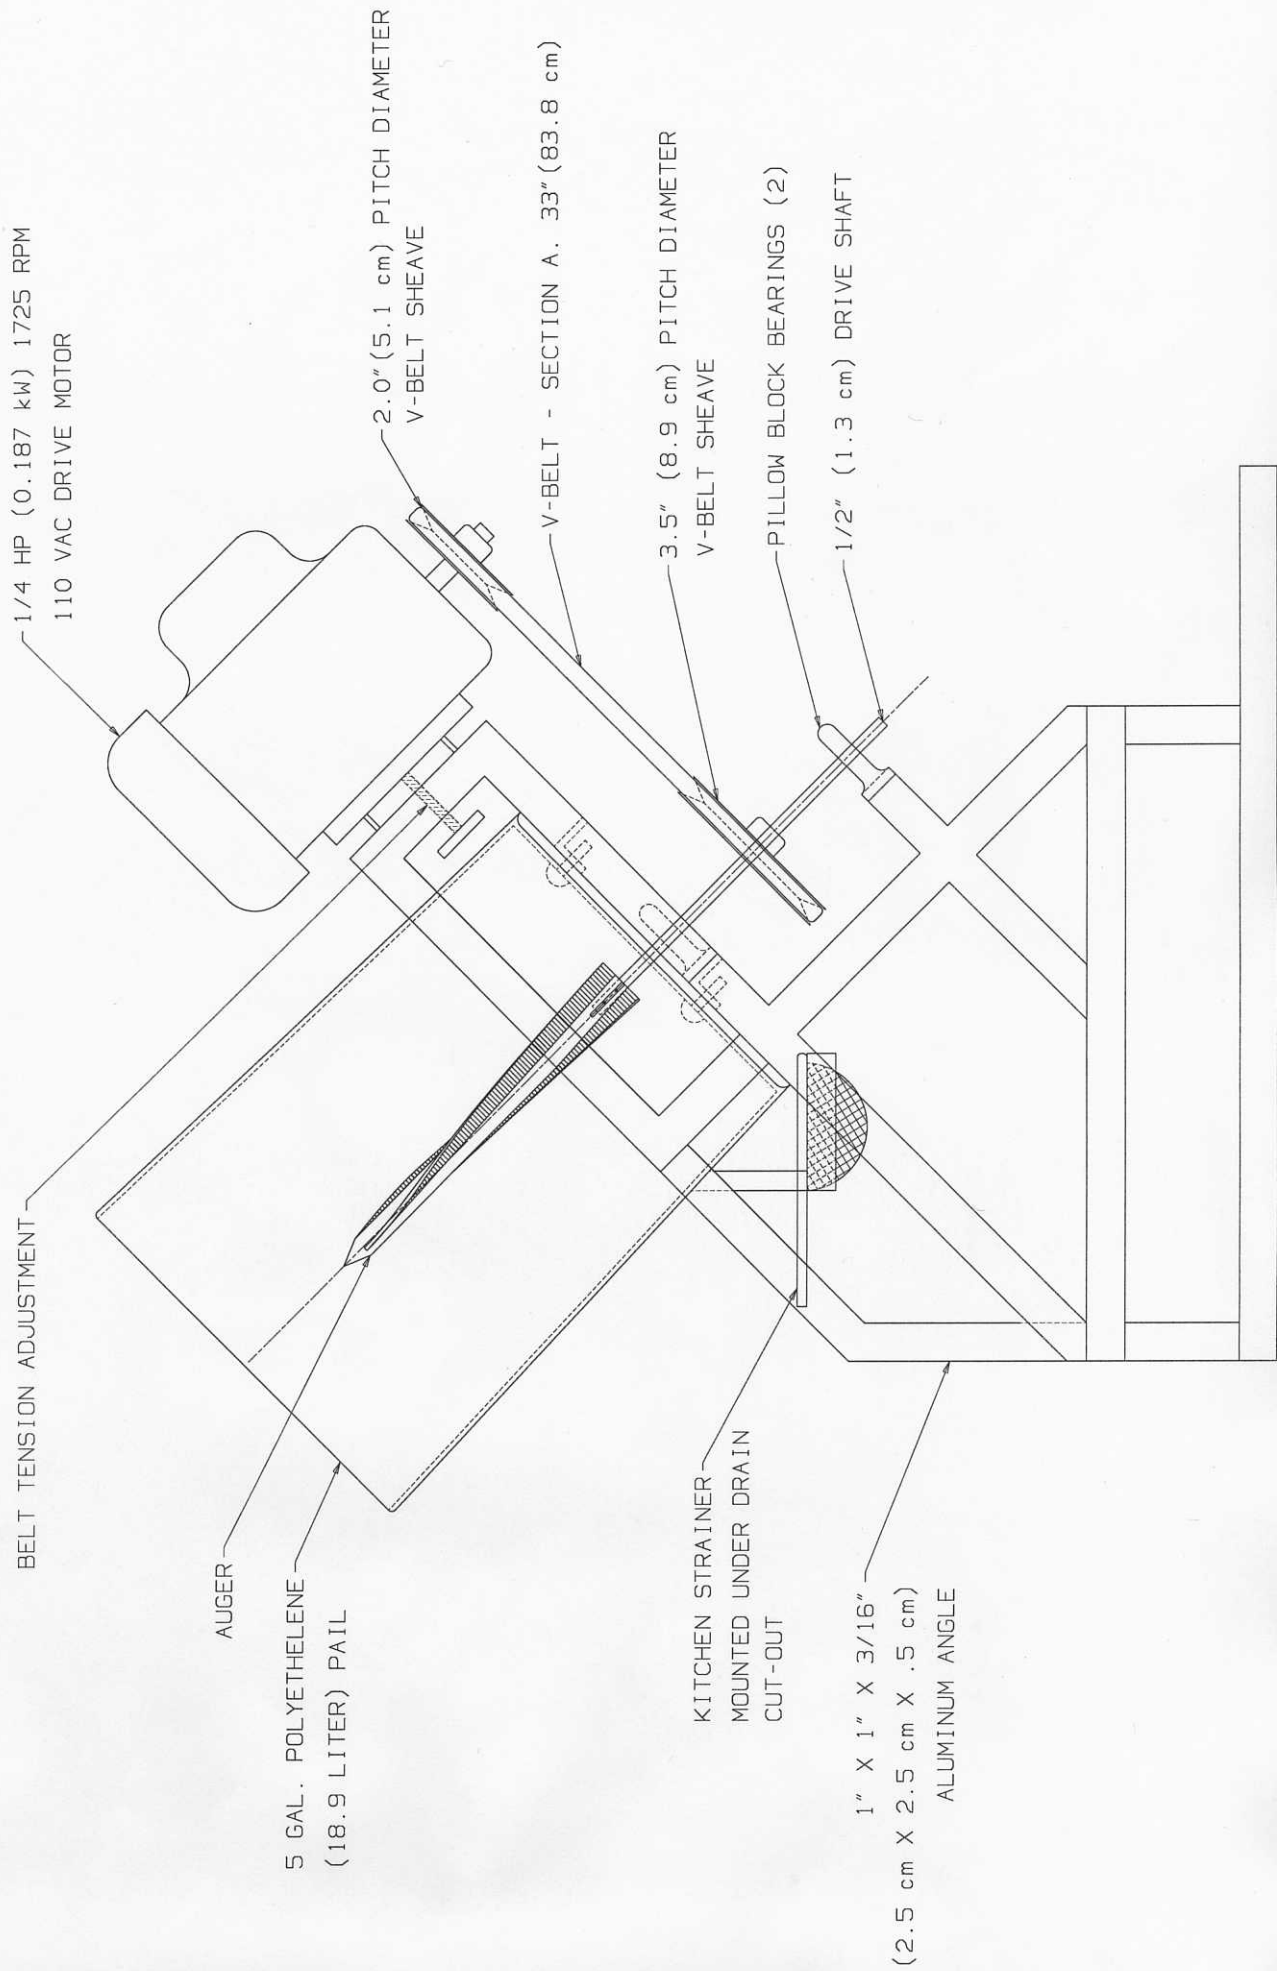 BELT TENSION ADJUSTMENT
1/4 HP (0.187 kW) 1725 RPM
110 VAC DRIVE MOTOR
AUGER
5 GAL. POLYETHELENE
(18.9 LITER) PAIL
2.0" (5.1 cm) PITCH DIAMETER
V-BELT SHEAVE
V-BELT - SECTION A. 33" (83.8 cm)
3.5" (8.9 cm) PITCH DIAMETER
V-BELT SHEAVE
PILLOW BLOCK BEARINGS (2)
1/2" (1.3 cm) DRIVE SHAFT
KITCHEN STRAINER
MOUNTED UNDER DRAIN
CUT-OUT
1" X 1" X 3/16"
(2.5 cm X 2.5 cm X .5 cm)
ALUMINUM ANGLE